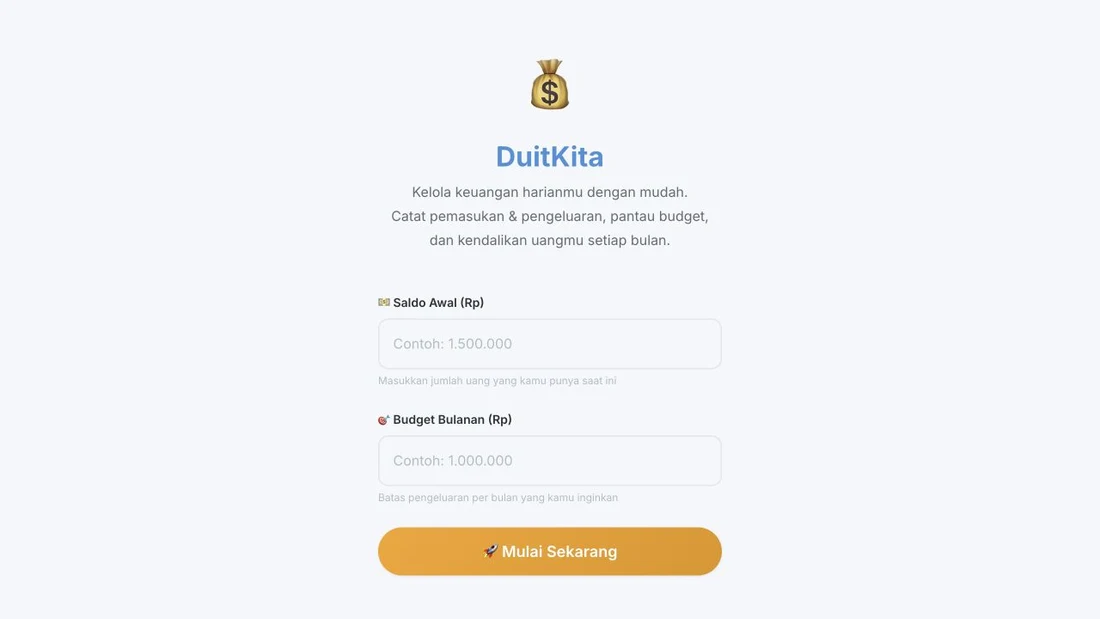 DuitKita
Kelola keuangan harianmu dengan mudah.
Catat pemasukan & pengeluaran, pantau budget,
dan kendalikan uangmu setiap bulan.
Saldo Awal (Rp)
Contoh: 1.500.000
Masukkan jumlah uang yang kamu punya saat ini
Budget Bulanan (Rp)
Contoh: 1.000.000
Batas pengeluaran per bulan yang kamu inginkan
Mulai Sekarang